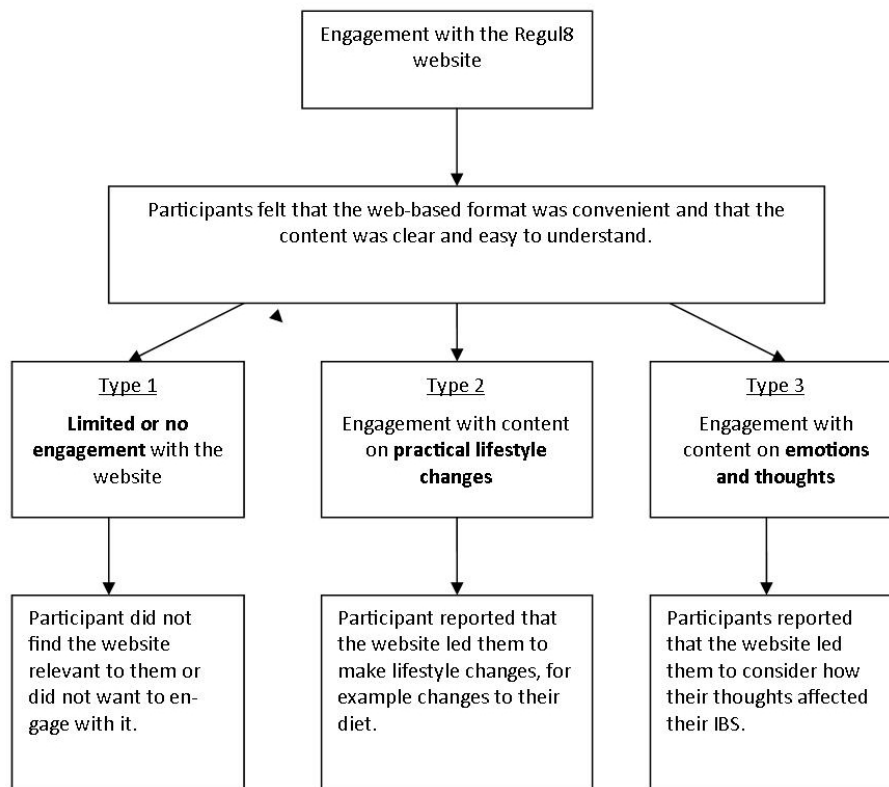 Engagement with the Regul8
website
Participants felt that the web-based format was convenient and that the
content was clear and easy to understand.
Type 1
Limited or no
engagement with the
website
Type 2
Engagement with content
on practical lifestyle
changes
Type 3
Engagement with
content on emotions
and thoughts
Participant did not
find the website
relevant to them or
did not want to en-
gage with it.
Participant reported that
the website led them to
make lifestyle changes, for
example changes to their
diet.
Participants reported
that the website led
them to consider how
their thoughts affected
their IBS.